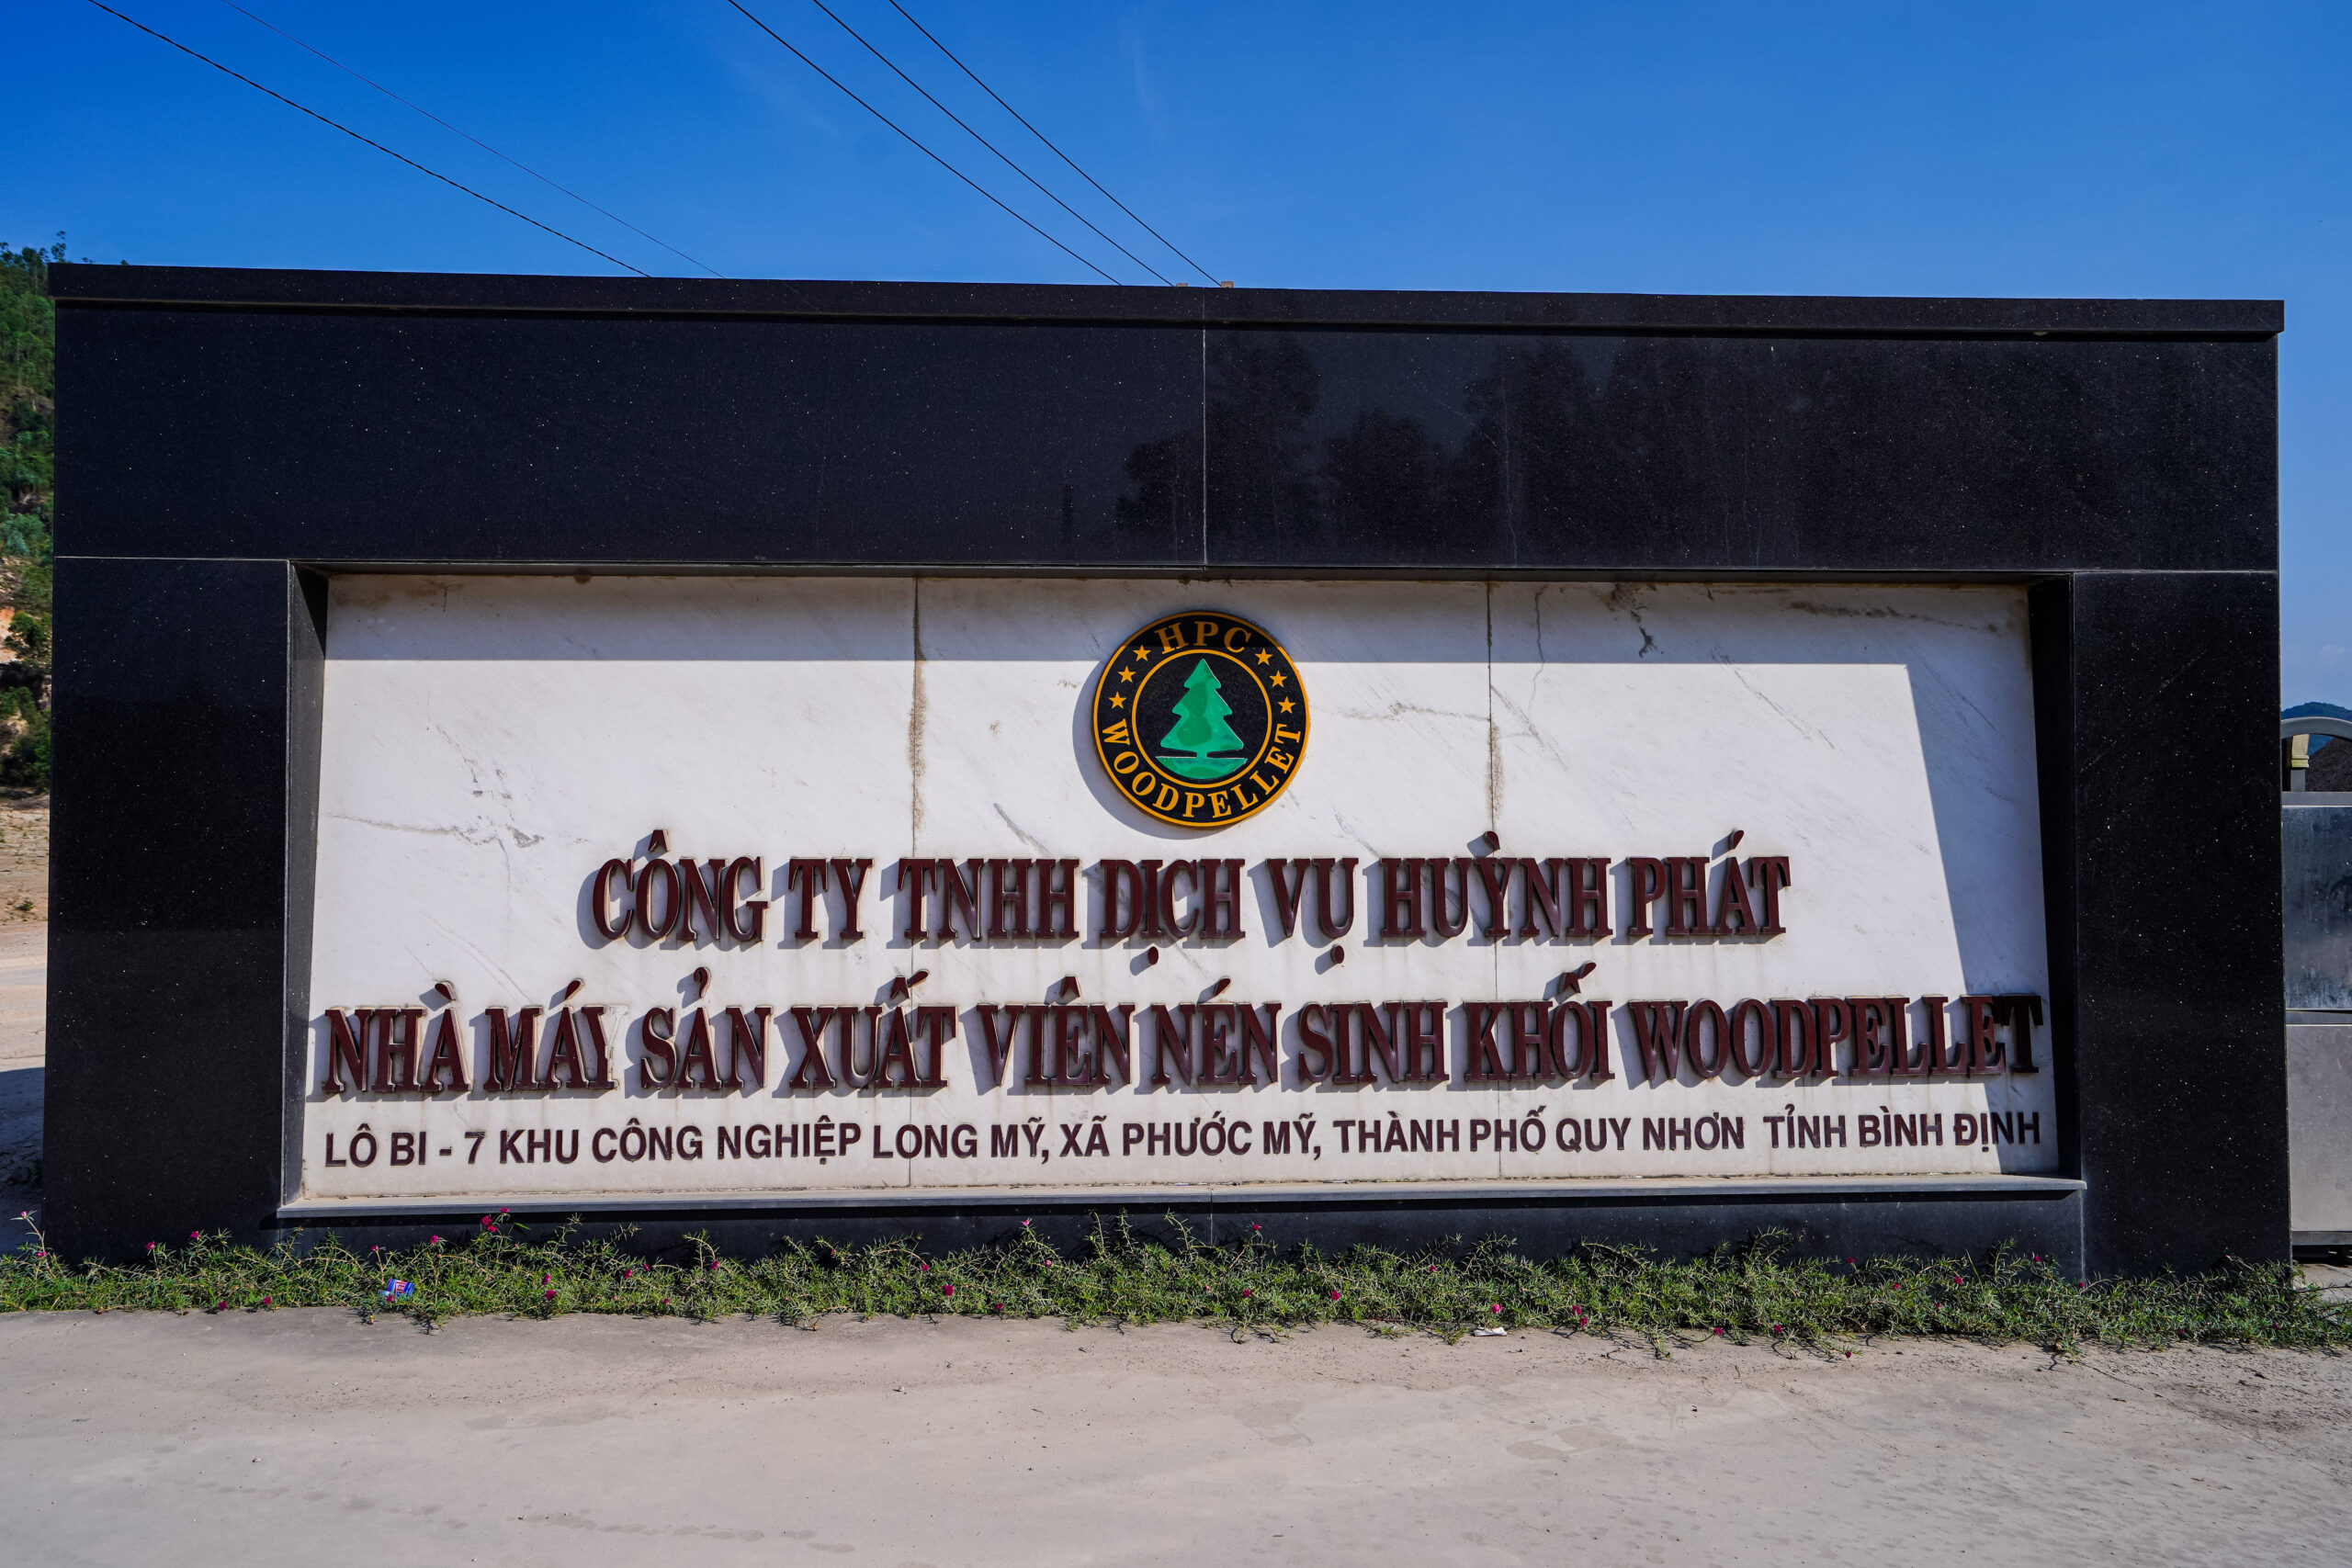 HPC
WOODPELLET
CÔNG TY TNHH DỊCH VỤ HUỲNH PHÁT
NHÀ MÁY SẢN XUẤT VIÊN NÉN SINH KHỐI WOODPELLET
LÔ BI - 7 KHU CÔNG NGHIỆP LONG MỸ, XÃ PHƯỚC MỸ, THÀNH PHỐ QUY NHƠN TỈNH BÌNH ĐỊNH